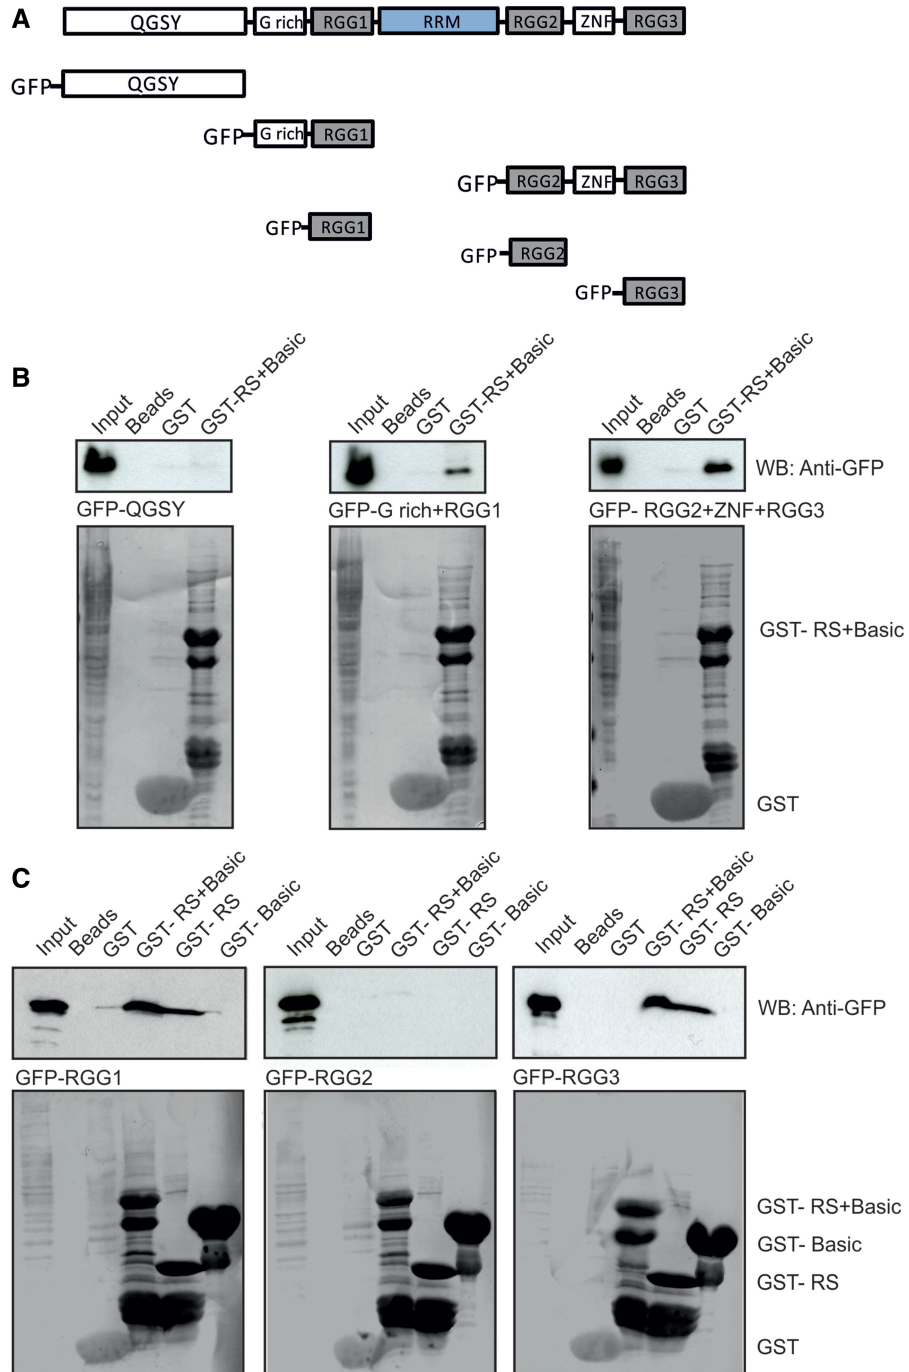 A
QGSY G rich RGG1 RRM RGG2 ZNF RGG3
GFP QGSY
GFP G rich RGG1
GFP RGG2 ZNF RGG3
GFP RGG1
GFP RGG2
GFP RGG3
B
Input Beads GST GST-RS+Basic
Input Beads GST GST-RS+Basic
Input Beads GST GST-RS+Basic
WB: Anti-GFP
GFP-QGSY
GFP-G rich+RGG1
GFP- RGG2+ZNF+RGG3
GST- RS+Basic
GST
C
Input Beads GST GST- RS+Basic GST- RS GST- Basic
Input Beads GST GST- RS+Basic GST- RS GST- Basic
Input Beads GST GST- RS+Basic GST- RS GST- Basic
WB: Anti-GFP
GFP-RGG1
GFP-RGG2
GFP-RGG3
GST- RS+Basic
GST- Basic
GST- RS
GST